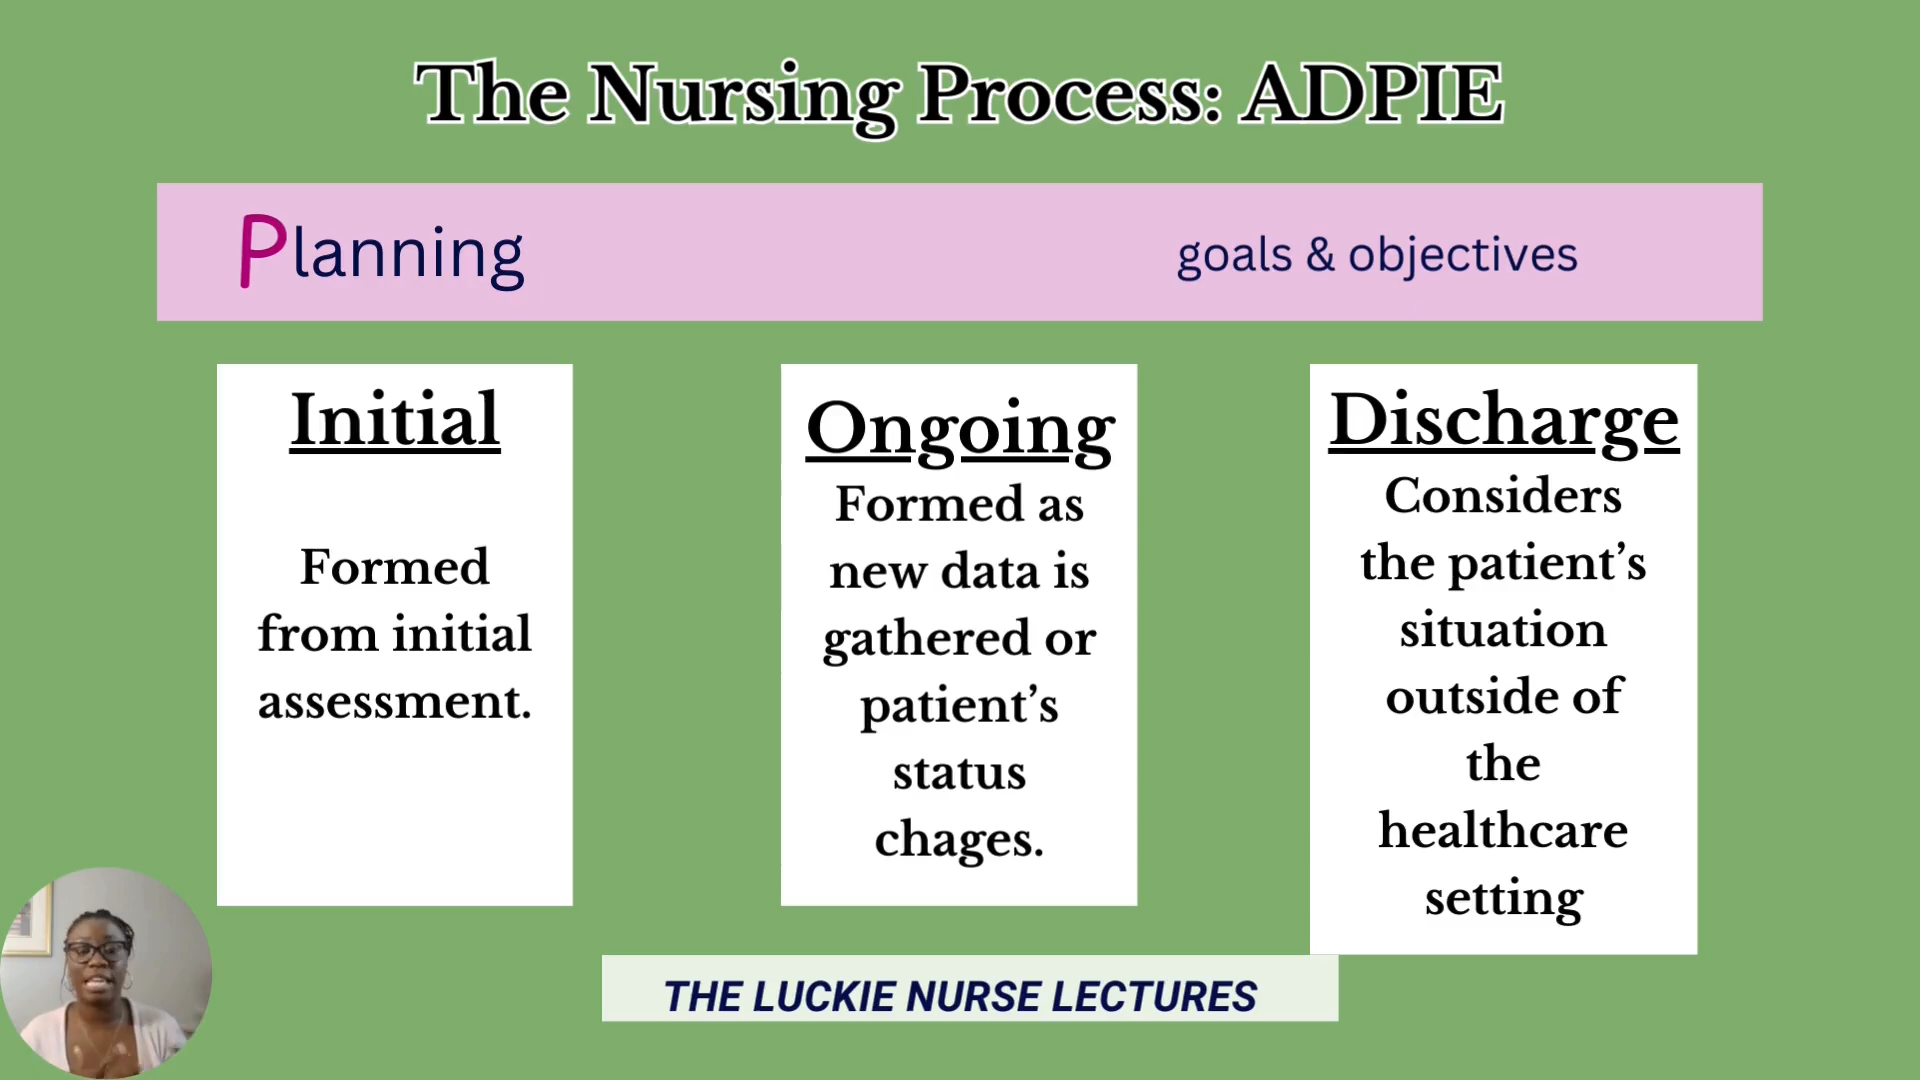 The Nursing Process: ADPIE
Planning
goals & objectives
Initial
Formed
from initial
assessment.
Ongoing
Formed as
new data is
gathered or
patient’s
status
chages.
Discharge
Considers
the patient’s
situation
outside of
the
healthcare
setting
THE LUCKIE NURSE LECTURES